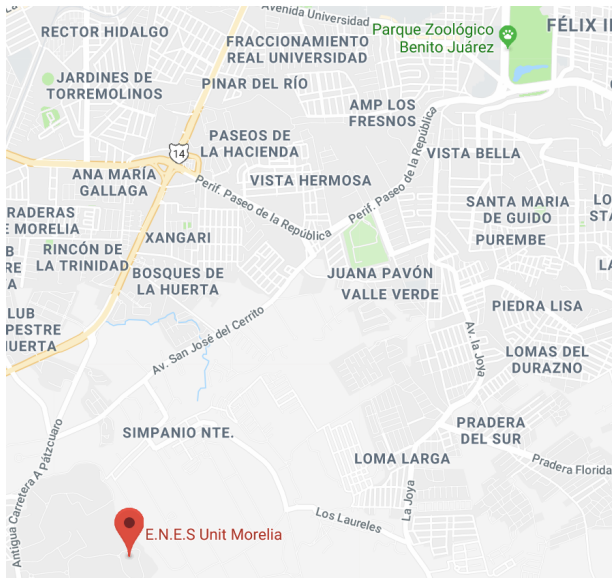 Avenida Universidad
RECTOR HIDALGO
Parque Zoológico
Benito Juárez
FÉLIX I
FRACCIONAMIENTO
REAL UNIVERSIDAD
JARDINES DE
TORREMOLINOS
PINAR DEL RÍO
AMP LOS
FRESNOS
PASEOS DE
LA HACIENDA
14
VISTA BELLA
ANA MARÍA
GALLAGA
VISTA HERMOSA
Perif. Paseo de la República
Perif. Paseo de la República
SANTA MARIA
DE GUIDO
LO
STA
RADERAS
E MORELIA
XANGARI
PUREMBE
B
RE
A
RINCÓN DE
LA TRINIDAD
BOSQUES DE
LA HUERTA
JUANA PAVÓN
VALLE VERDE
LA
PIEDRA LISA
LUB
PESTRE
HUERTA
Av. San José del Cerrito
Av. la Joya
LOMAS DEL
DURAZNO
Antigua Carretera A Pátzcuaro
SIMPANIO NTE.
PRADERA
DEL SUR
LOMA LARGA
Pradera Florida
La Joya
Los Laureles
E.N.E.S Unit Morelia